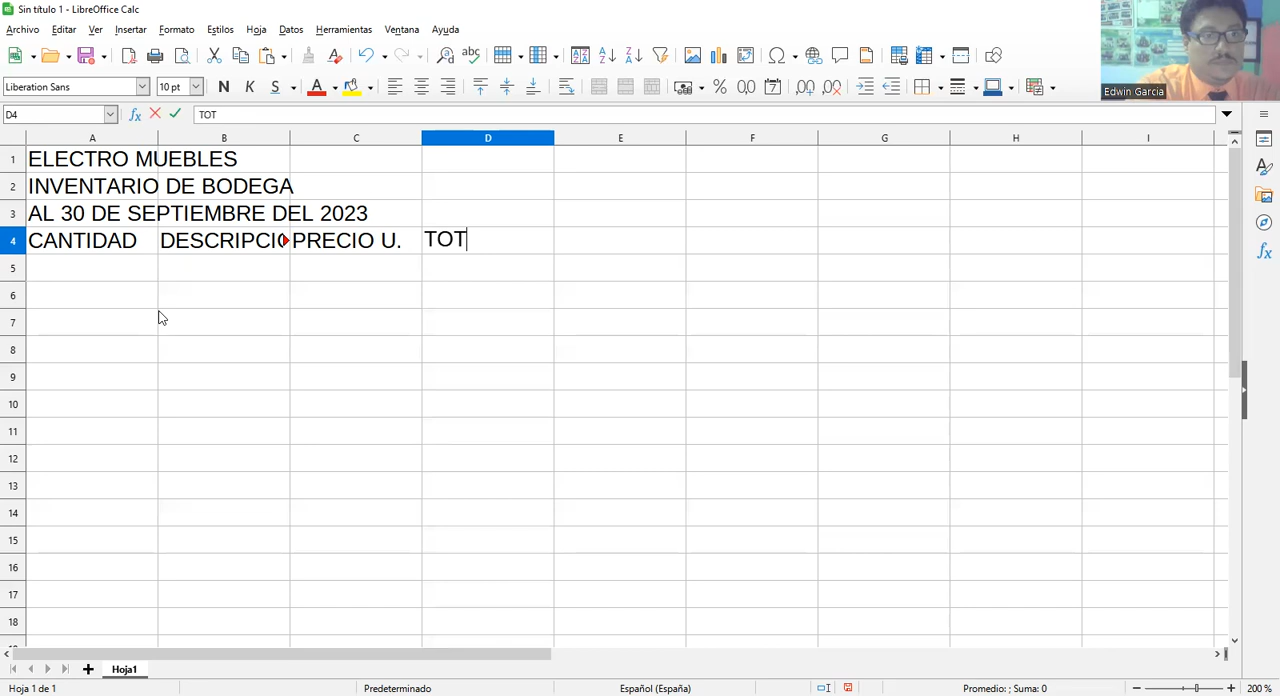 Sin título 1 - LibreOffice Calc
Archivo Editar Ver Insertar Formato Estilos Hoja Datos Herramientas Ventana Ayuda
Liberation Sans 10 pt N K S
D4 fx TOT
Edwin Garcia
A B C D E F G H I
1 ELECTRO MUEBLES
2 INVENTARIO DE BODEGA
3 AL 30 DE SEPTIEMBRE DEL 2023
4 CANTIDAD DESCRIPCIO PRECIO U. TOT
5
6
7
8
9
10
11
12
13
14
15
16
17
18
Hoja1
Hoja 1 de 1 Predeterminado Español (España) Promedio: ; Suma: 0 200 %